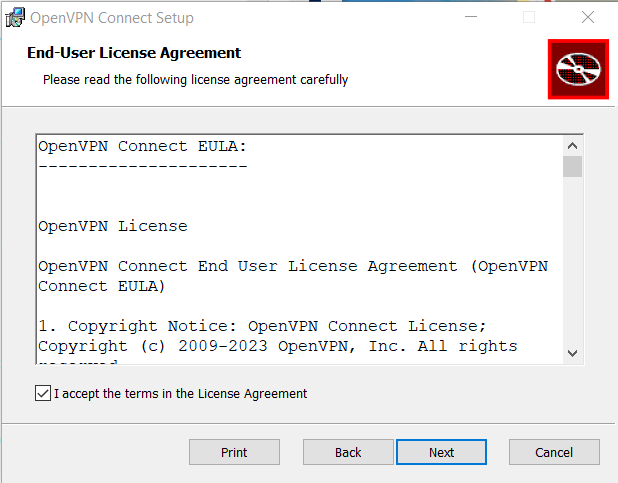 OpenVPN Connect Setup
End-User License Agreement
Please read the following license agreement carefully
OpenVPN Connect EULA:
---------------------
OpenVPN License
OpenVPN Connect End User License Agreement (OpenVPN
Connect EULA)
1. Copyright Notice: OpenVPN Connect License;
Copyright (c) 2009-2023 OpenVPN, Inc. All rights
reserved
I accept the terms in the License Agreement
Print
Back
Next
Cancel